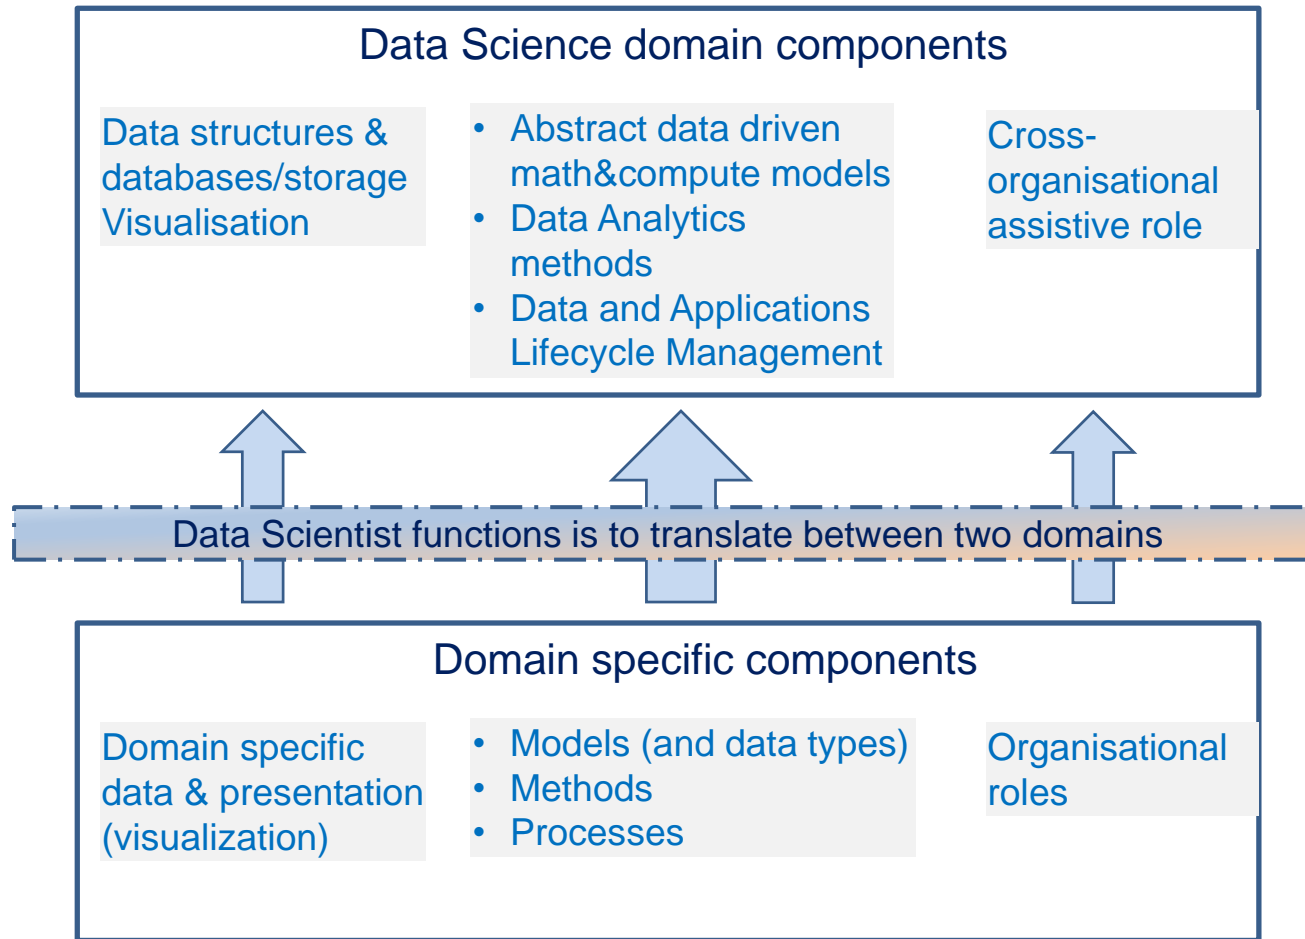 Data Science domain components
Data structures &
databases/storage
Visualisation
• Abstract data driven
math&compute models
• Data Analytics
methods
• Data and Applications
Lifecycle Management
Cross-
organisational
assistive role
Data Scientist functions is to translate between two domains
Domain specific components
Domain specific
data & presentation
(visualization)
• Models (and data types)
• Methods
• Processes
Organisational
roles